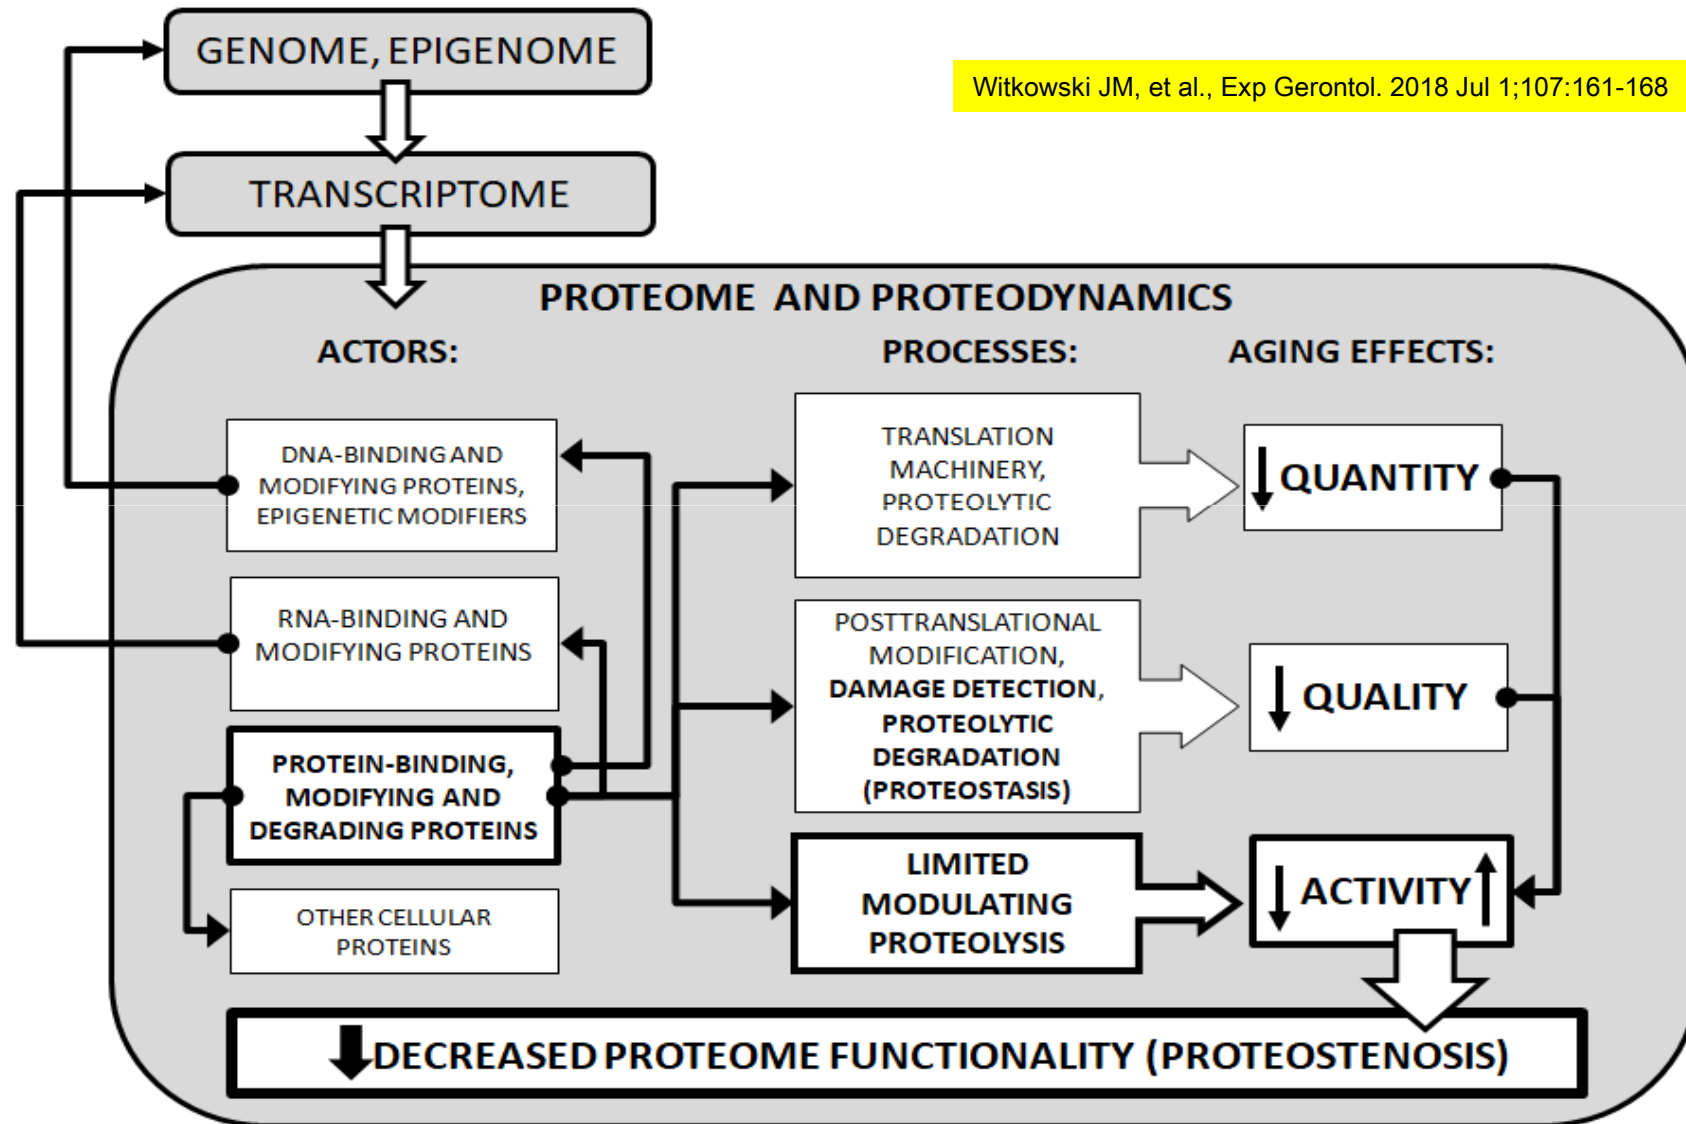 GENOME, EPIGENOME
Witkowski JM, et al., Exp Gerontol. 2018 Jul 1;107:161-168
TRANSCRIPTOME
PROTEOME AND PROTEODYNAMICS
ACTORS:
PROCESSES:
AGING EFFECTS:
DNA-BINDING AND
MODIFYING PROTEINS,
EPIGENETIC MODIFIERS
TRANSLATION
MACHINERY,
PROTEOLYTIC
DEGRADATION
QUANTITY
RNA-BINDING AND
MODIFYING PROTEINS
POSTTRANSLATIONAL
MODIFICATION,
DAMAGE DETECTION,
PROTEOLYTIC
DEGRADATION
(PROTEOSTASIS)
QUALITY
PROTEIN-BINDING,
MODIFYING AND
DEGRADING PROTEINS
LIMITED
MODULATING
PROTEOLYSIS
ACTIVITY
OTHER CELLULAR
PROTEINS
DECREASED PROTEOME FUNCTIONALITY (PROTEOSTENOSIS)